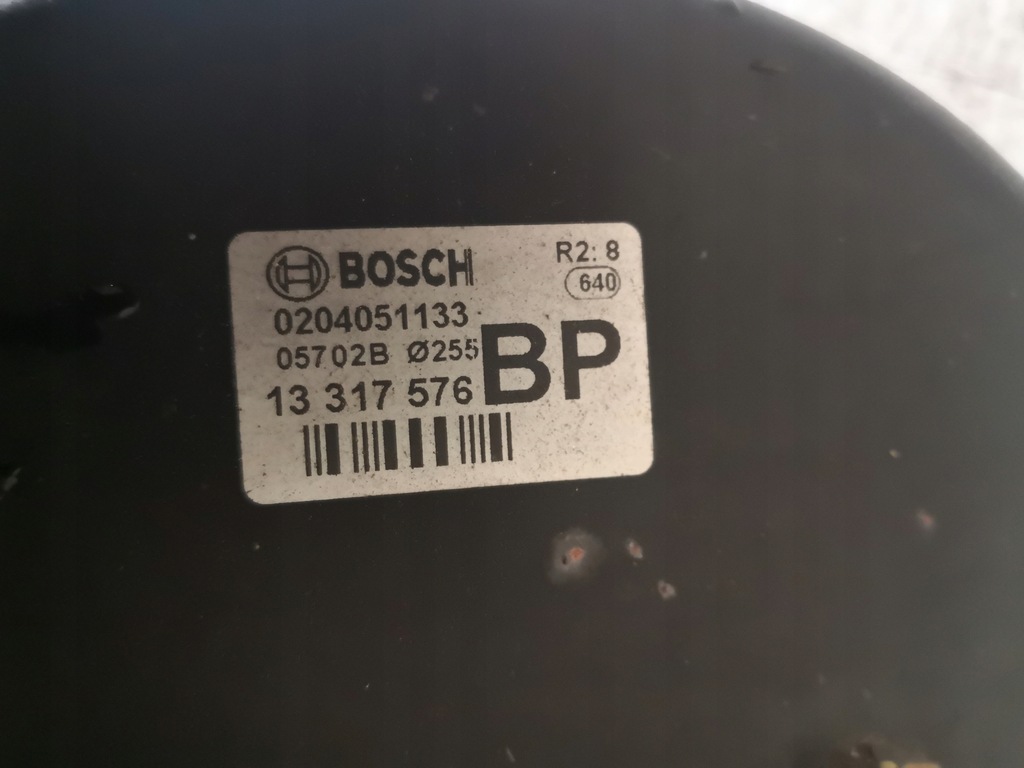 BOSCH R2: 8
640
0204051133
05702B Ø255
13 317 576
BP